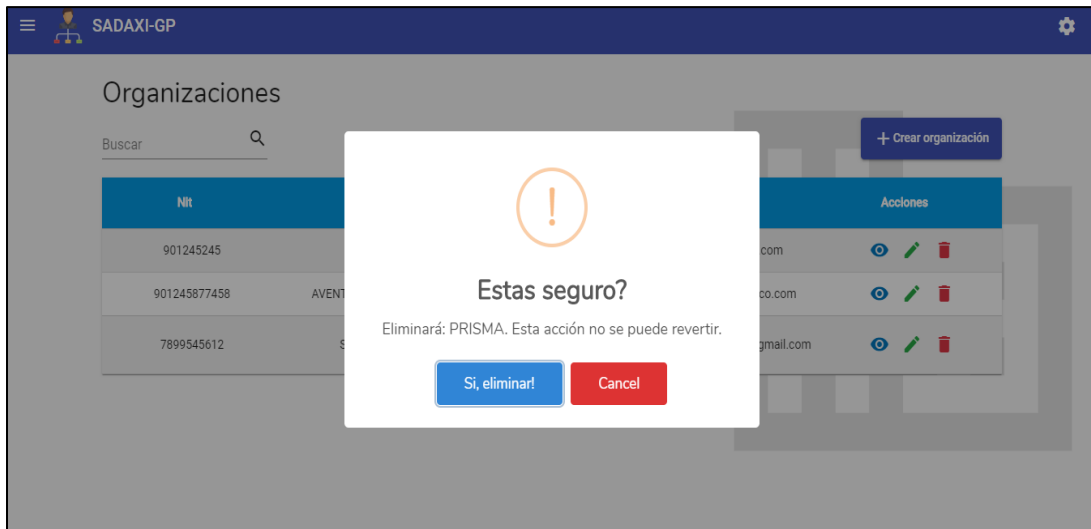 SADAXI-GP
Organizaciones
Buscar
Crear organización
Nit
Acciones
901245245
com
901245877458
AVENT
co.com
7899545612
S
gmail.com
!
Estas seguro?
Eliminará: PRISMA. Esta acción no se puede revertir.
Si, eliminar!
Cancel